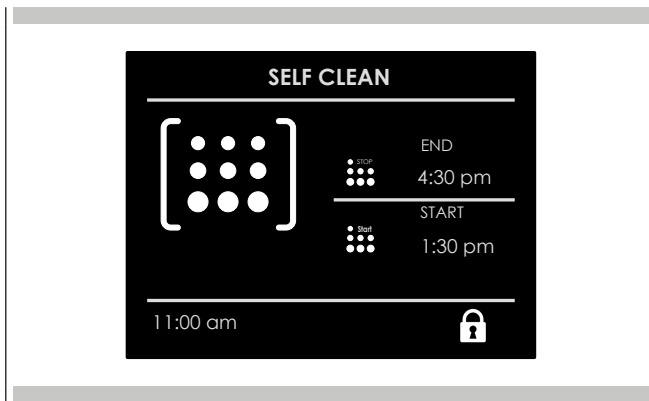 SELF CLEAN
STOP
END
4:30 pm
Start
START
1:30 pm
11:00 am